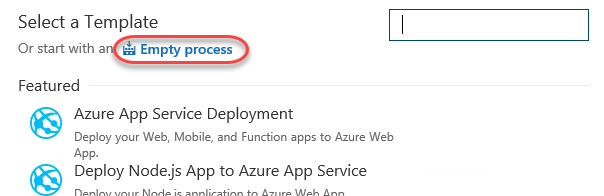 Select a Template
Or start with an Empty process
Featured
Azure App Service Deployment
Deploy your Web, Mobile, and Function apps to Azure Web
App.
Deploy Node.js App to Azure App Service
Deploy your Node.js application to Azure Web App